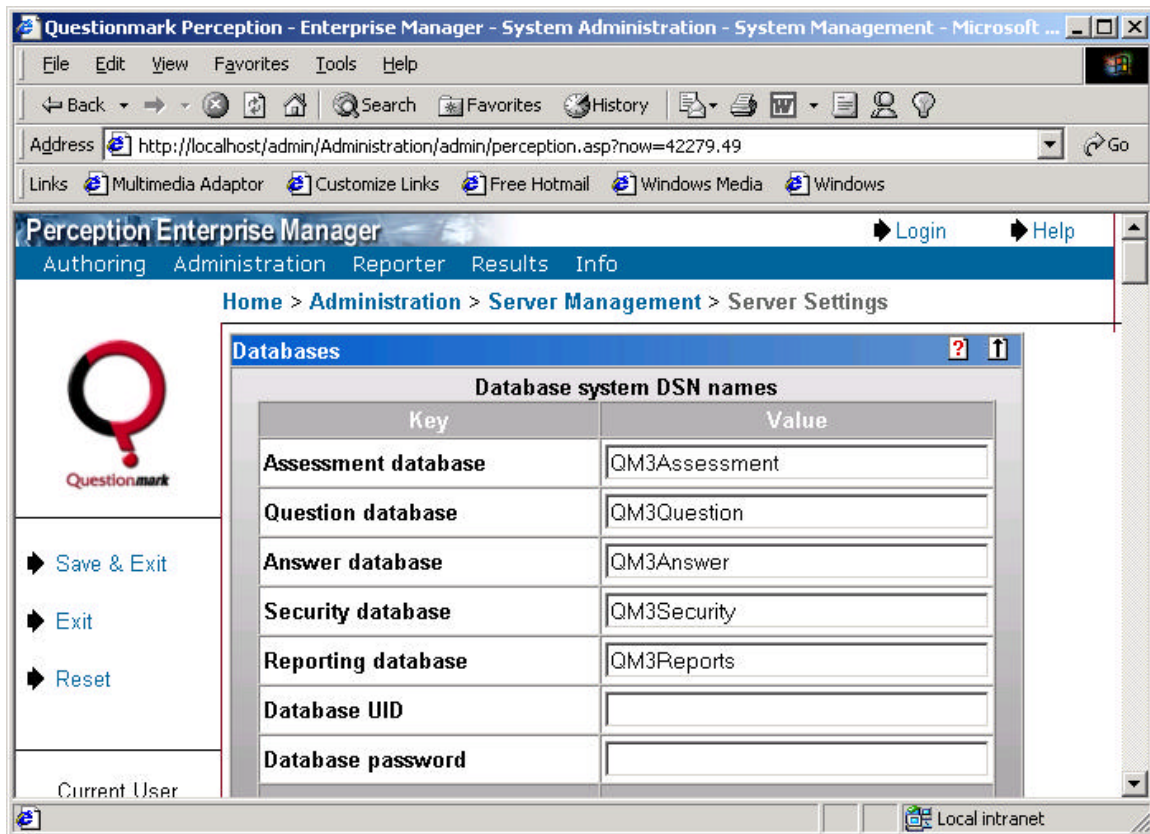 Questionmark Perception - Enterprise Manager - System Administration - System Management - Microsoft ...
File Edit View Favorites Tools Help
Back Search Favorites History
Address http://localhost/admin/Administration/admin/perception.asp?now=42279.49 Go
Links Multimedia Adaptor Customize Links Free Hotmail Windows Media Windows
Perception Enterprise Manager Login Help
Authoring Administration Reporter Results Info
Home > Administration > Server Management > Server Settings
Questionmark
Save & Exit
Exit
Reset
Current User
Databases
Database system DSN names
Key Value
Assessment database QM3Assessment
Question database QM3Question
Answer database QM3Answer
Security database QM3Security
Reporting database QM3Reports
Database UID
Database password
Local intranet